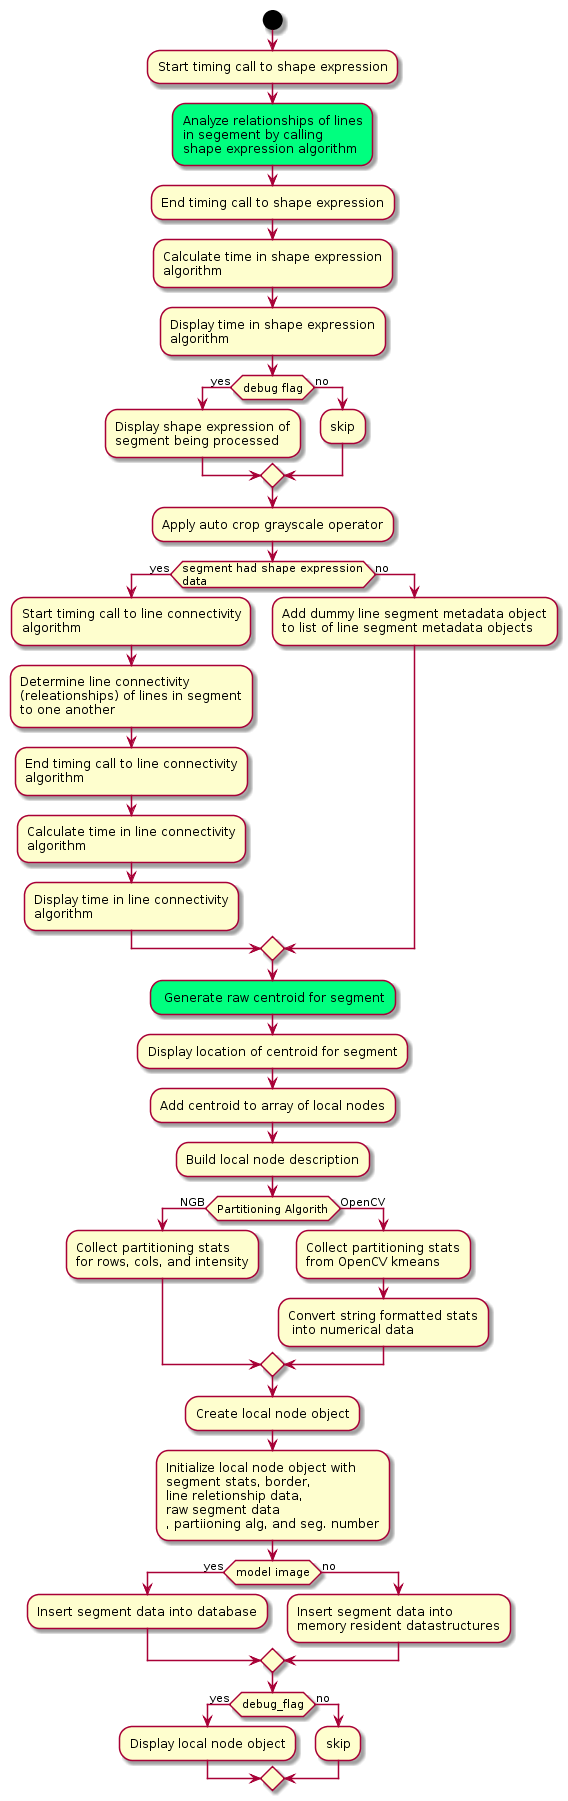 Start timing call to shape expression
Analyze relationships of lines
in segement by calling
shape expression algorithm
End timing call to shape expression
Calculate time in shape expression
algorithm
Display time in shape expression
algorithm
yes
debug flag
no
Display shape expression of
segment being processed
skip
Apply auto crop grayscale operator
yes
segment had shape expression
data
no
Start timing call to line connectivity
algorithm
Determine line connectivity
(releationships) of lines in segment
to one another
End timing call to line connectivity
algorithm
Calculate time in line connectivity
algorithm
Display time in line connectivity
algorithm
Add dummy line segment metadata object
to list of line segment metadata objects
Generate raw centroid for segment
Display location of centroid for segment
Add centroid to array of local nodes
Build local node description
NGB
Partitioning Algorith
OpenCV
Collect partitioning stats
for rows, cols, and intensity
Collect partitioning stats
from OpenCV kmeans
Convert string formatted stats
into numerical data
Create local node object
Initialize local node object with
segment stats, border,
line reletionship data,
raw segment data
, partiioning alg, and seg. number
yes
model image
no
Insert segment data into database
Insert segment data into
memory resident datastructures
yes
debug_flag
no
Display local node object
skip